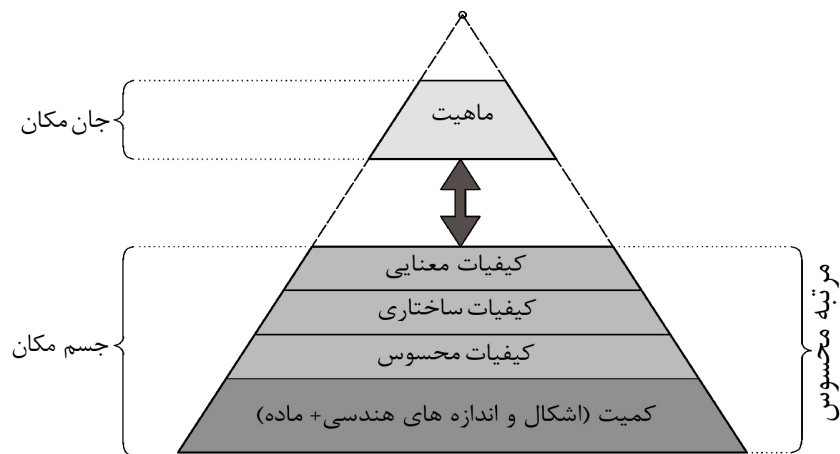 ماهیت
جان مکان
کیفیات معنایی
کیفیات ساختاری
کیفیات محسوس
جسم مکان
مرتبه محسوس
کمیت (اشکال و اندازه های هندسی+ ماده)